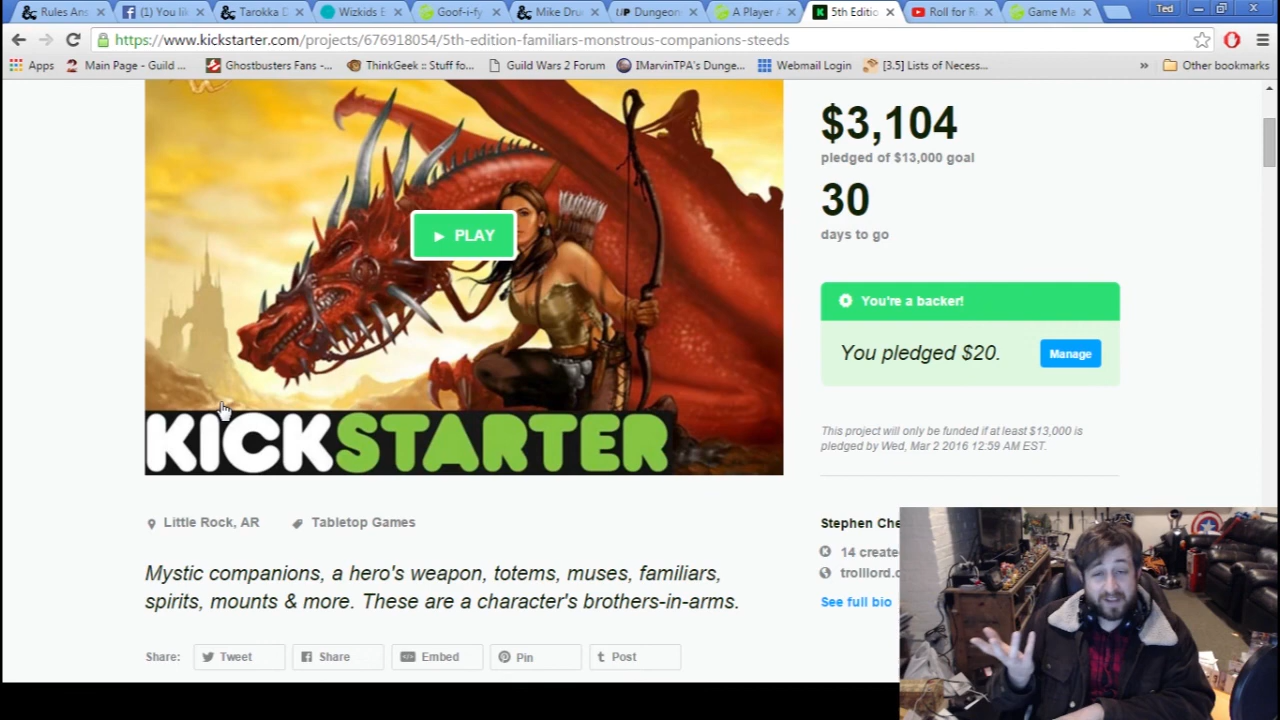 Rules Ans
(1) You lik
Tarokka D
Wizkids E
Goof-i-fy
Mike Dru
Dungeon
A Player A
5th Editio
Roll for R
Game Ma
Ted
https://www.kickstarter.com/projects/676918054/5th-edition-familiars-monstrous-companions-steeds
Apps
Main Page - Guild ...
Ghostbusters Fans -...
ThinkGeek :: Stuff fo...
Guild Wars 2 Forum
IMarvinTPA's Dunge...
Webmail Login
[3.5] Lists of Necess...
»
Other bookmarks
PLAY
KICKSTARTER
$3,104
pledged of $13,000 goal
30
days to go
You're a backer!
You pledged $20.
Manage
This project will only be funded if at least $13,000 is
pledged by Wed, Mar 2 2016 12:59 AM EST.
Little Rock, AR
Tabletop Games
Stephen Che
14 create
trolllord.c
See full bio
Mystic companions, a hero's weapon, totems, muses, familiars,
spirits, mounts & more. These are a character's brothers-in-arms.
Share:
Tweet
Share
Embed
Pin
Post